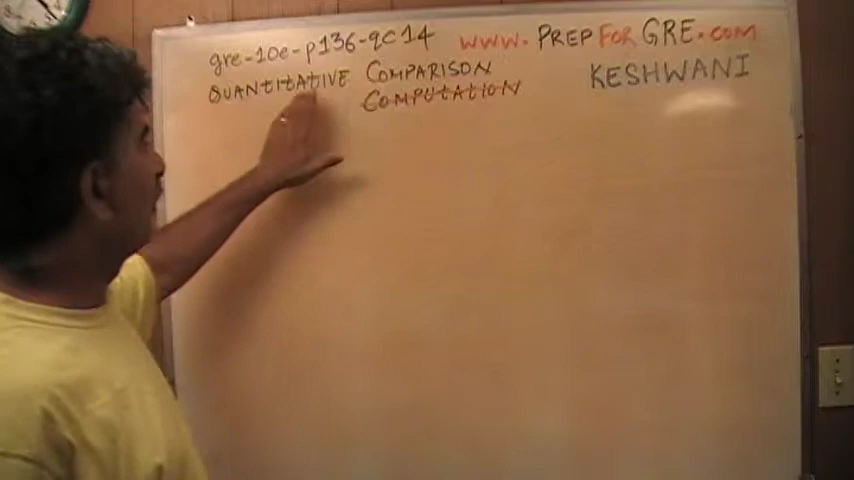 gre-10e-p136-qc14 www.PREPFORGRE.com
QUANTITATIVE COMPARISON KESHWANI
COMPUTATION